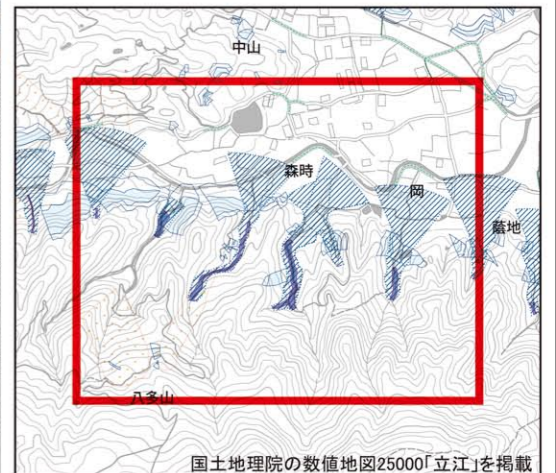 中山
森時
岡
蔭地
八多山
国土地理院の数値地図25000「立江」を掲載